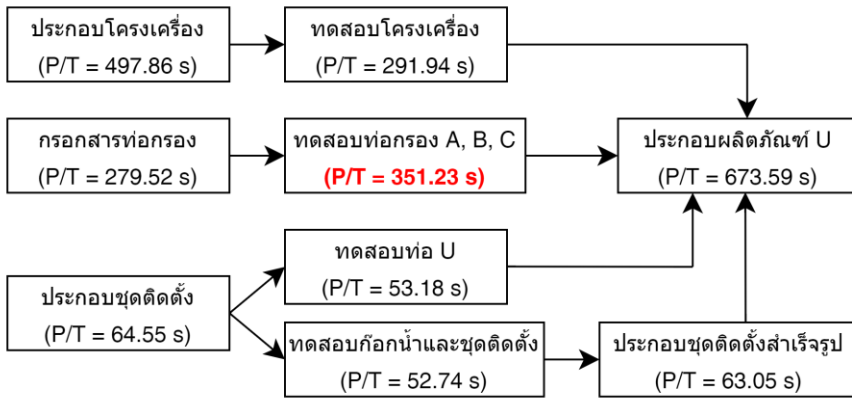 ประกอบโครงเครื่อง
(P/T = 497.86 s)
ทดสอบโครงเครื่อง
(P/T = 291.94 s)
กรอกสารท่อกรอง
(P/T = 279.52 s)
ทดสอบท่อกรอง A, B, C
(P/T = 351.23 s)
ประกอบผลิตภัณฑ์ U
(P/T = 673.59 s)
ประกอบชุดติดตั้ง
(P/T = 64.55 s)
ทดสอบท่อ U
(P/T = 53.18 s)
ทดสอบก๊อกน้ำและชุดติดตั้ง
(P/T = 52.74 s)
ประกอบชุดติดตั้งสำเร็จรูป
(P/T = 63.05 s)